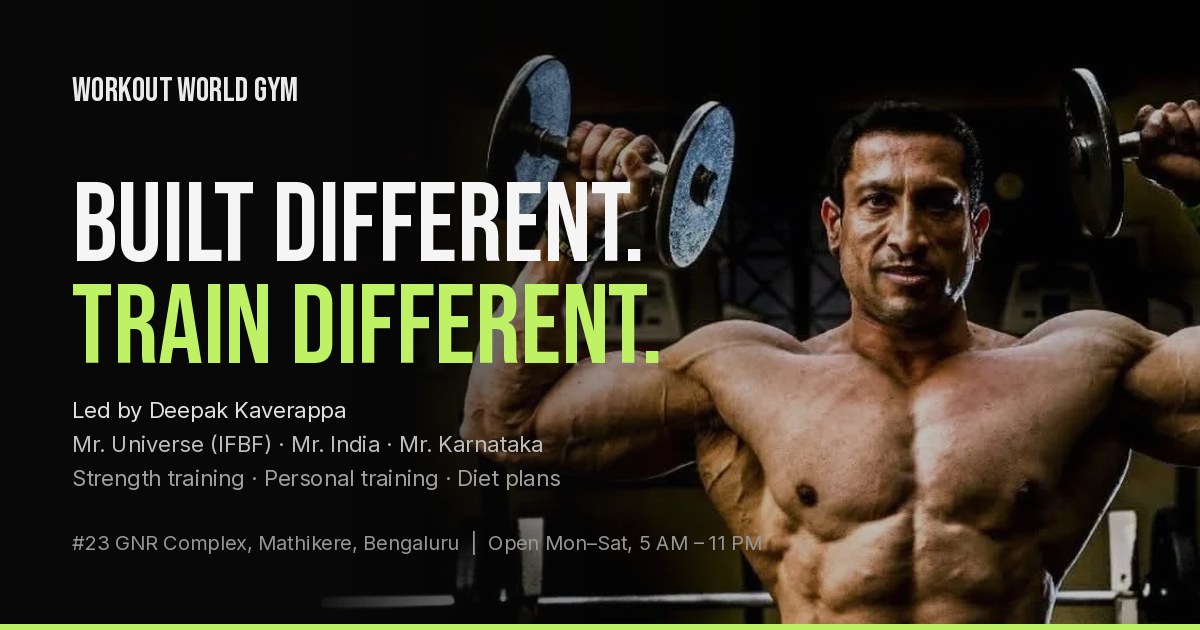 WORKOUT WORLD GYM
BUILT DIFFERENT.
TRAIN DIFFERENT.
Led by Deepak Kaverappa
Mr. Universe (IFBF) · Mr. India · Mr. Karnataka
Strength training · Personal training · Diet plans
#23 GNR Complex, Mathikere, Bengaluru | Open Mon–Sat, 5 AM – 11 PM